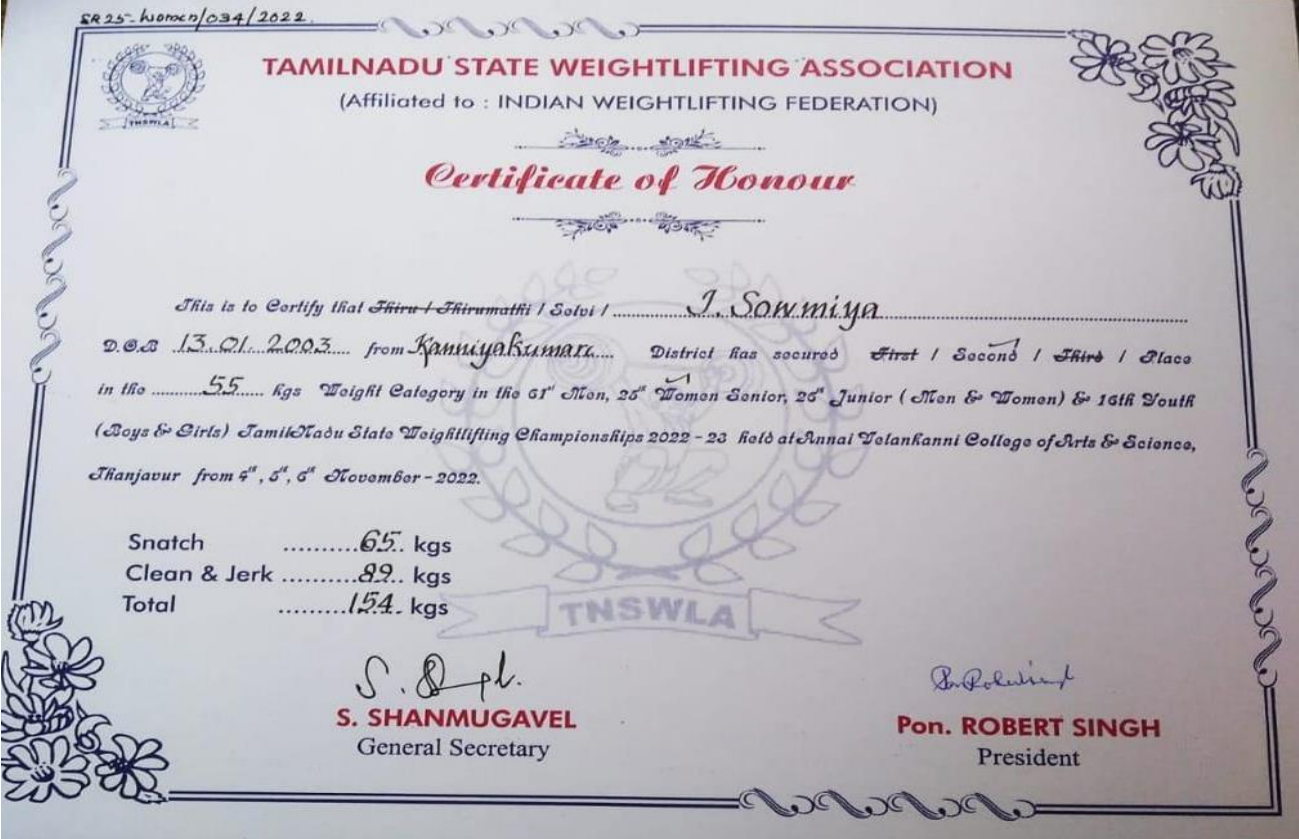 SR25-Women/034/2022.
TNSWLA
TAMILNADU STATE WEIGHTLIFTING ASSOCIATION
(Affiliated to : INDIAN WEIGHTLIFTING FEDERATION)
Certificate of Honour
This is to Certify that Thiru / Thirumathi / Selvi / J. Sowmiya
D.O.B 13.01.2003 from Kanniyakumari District has secured First / Second / Third / Place
in the 55 kgs Weight Category in the 61st Men, 25th Women Senior, 26th Junior (Men & Women) & 16th Youth
(Boys & Girls) TamilNadu State Weightlifting Championships 2022 - 23 held at Annai Velankanni College of Arts & Science,
Thanjavur from 4th, 5th, 6th November - 2022.
Snatch ..........65.. kgs
Clean & Jerk ..........89.. kgs
Total .........154. kgs
TNSWLA
S. SHANMUGAVEL
General Secretary
Pon. ROBERT SINGH
President